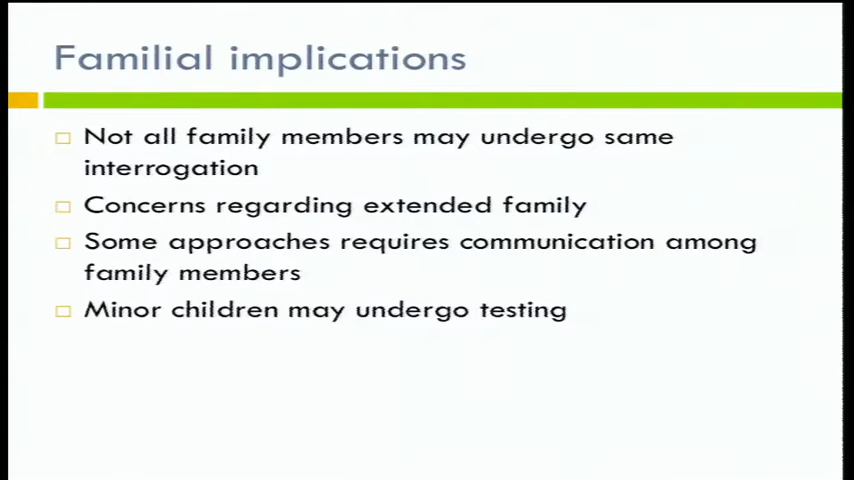 Familial implications
Not all family members may undergo same
interrogation
Concerns regarding extended family
Some approaches requires communication among
family members
Minor children may undergo testing